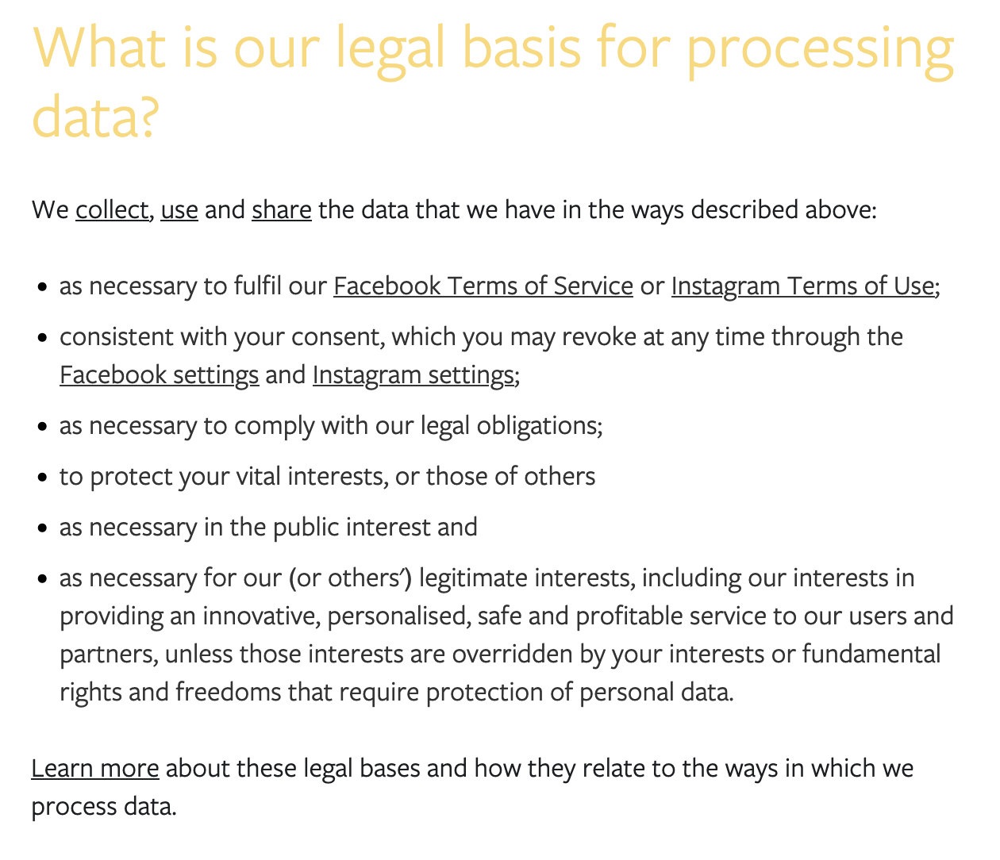 What is our legal basis for processing
data?
We collect, use and share the data that we have in the ways described above:
• as necessary to fulfil our Facebook Terms of Service or Instagram Terms of Use;
• consistent with your consent, which you may revoke at any time through the
Facebook settings and Instagram settings;
• as necessary to comply with our legal obligations;
• to protect your vital interests, or those of others
• as necessary in the public interest and
• as necessary for our (or others') legitimate interests, including our interests in
providing an innovative, personalised, safe and profitable service to our users and
partners, unless those interests are overridden by your interests or fundamental
rights and freedoms that require protection of personal data.
Learn more about these legal bases and how they relate to the ways in which we
process data.